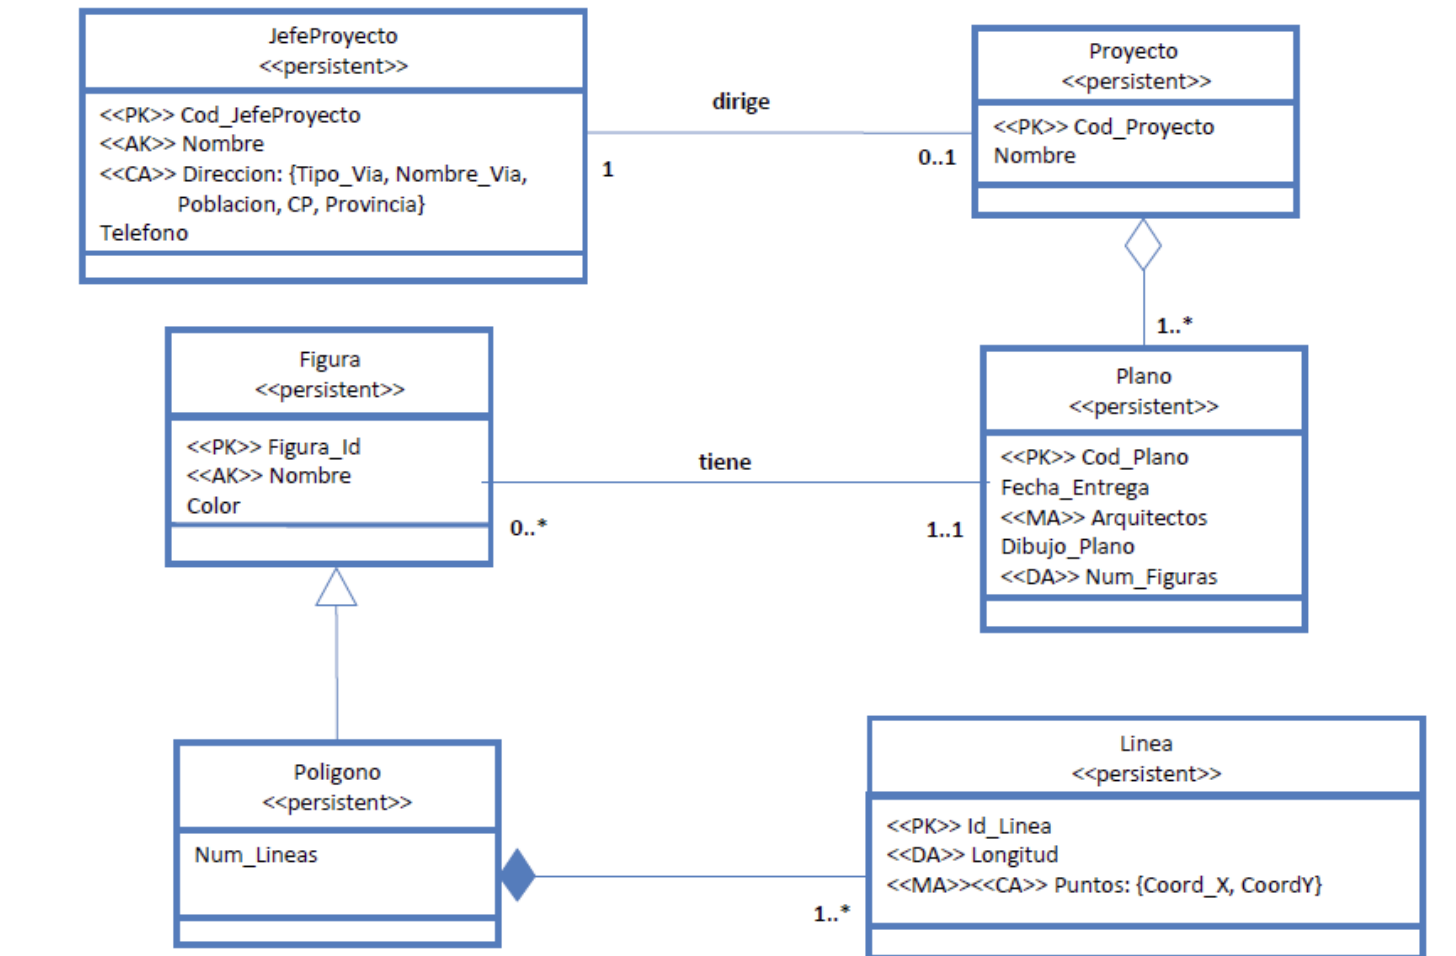 JefeProyecto
<<persistent>>
<<PK>> Cod_JefeProyecto
<<AK>> Nombre
<<CA>> Direccion: {Tipo_Via, Nombre_Via,
Poblacion, CP, Provincia}
Telefono
dirige
1
0..1
Proyecto
<<persistent>>
<<PK>> Cod_Proyecto
Nombre
1..*
Figura
<<persistent>>
<<PK>> Figura_Id
<<AK>> Nombre
Color
tiene
0..*
1..1
Plano
<<persistent>>
<<PK>> Cod_Plano
Fecha_Entrega
<<MA>> Arquitectos
Dibujo_Plano
<<DA>> Num_Figuras
Poligono
<<persistent>>
Num_Lineas
1..*
Linea
<<persistent>>
<<PK>> Id_Linea
<<DA>> Longitud
<<MA>><<CA>> Puntos: {Coord_X, CoordY}